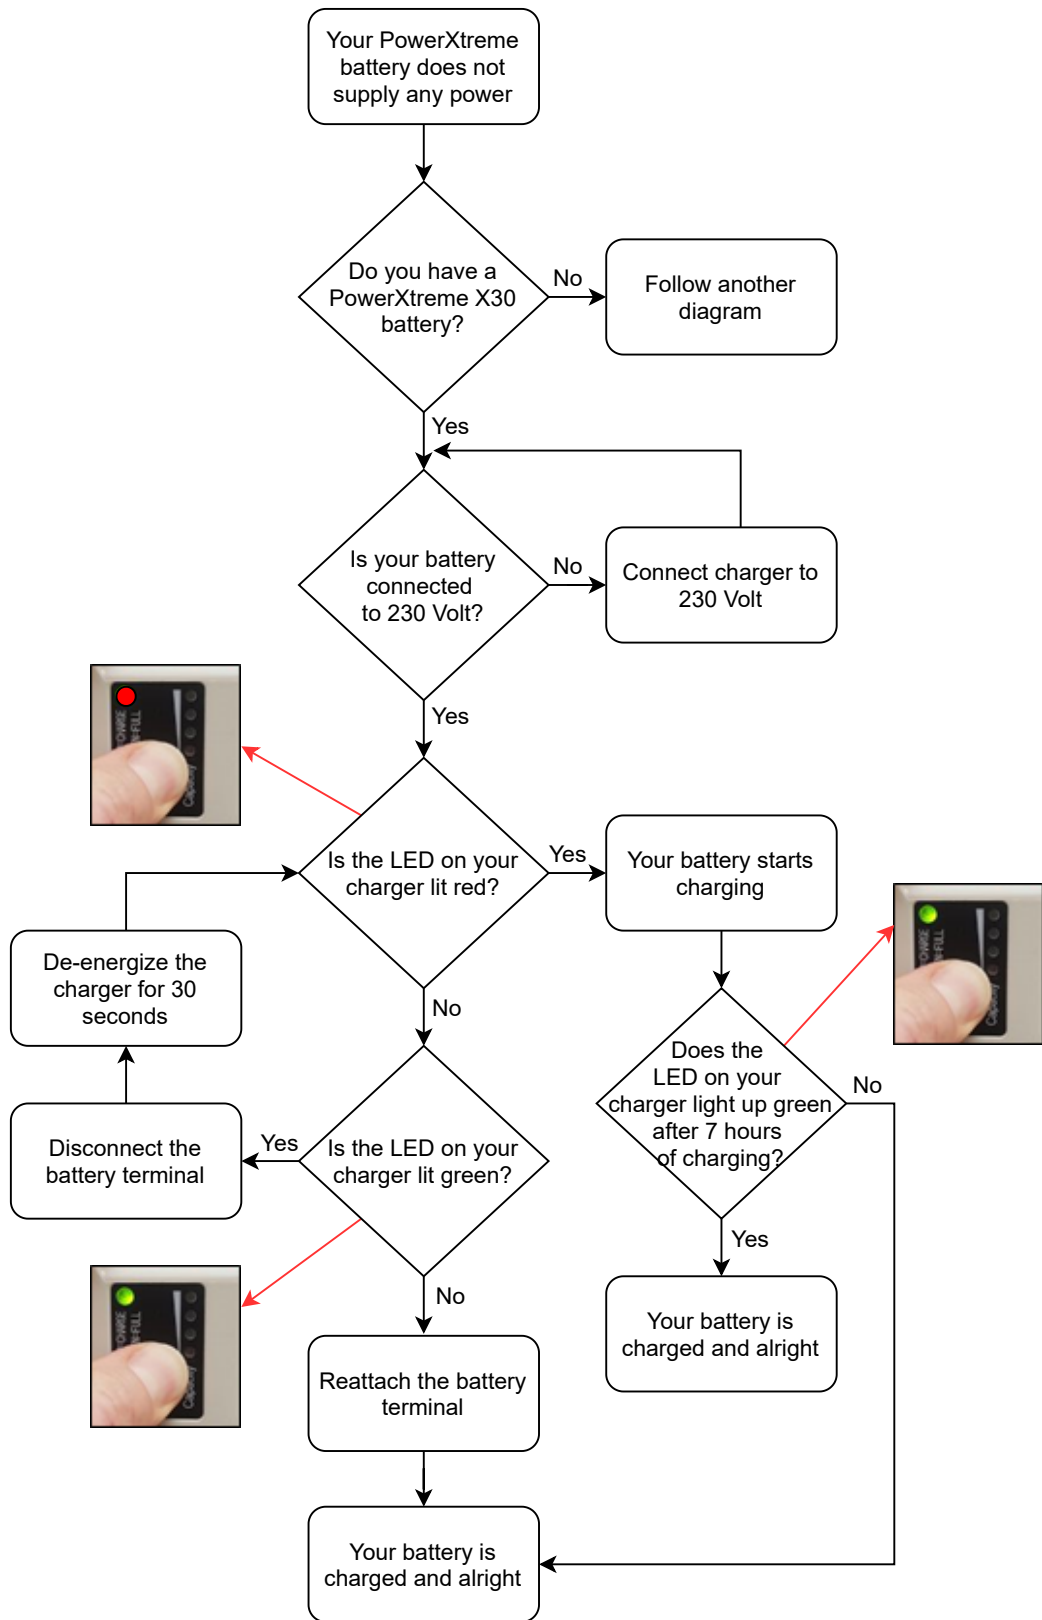 Your PowerXtreme
battery does not
supply any power
Do you have a
PowerXtreme X30
battery?
No
Follow another
diagram
Yes
Is your battery
connected
to 230 Volt?
No
Connect charger to
230 Volt
Yes
Is the LED on your
charger lit red?
Yes
Your battery starts
charging
De-energize the
charger for 30
seconds
No
Does the
LED on your
charger light up green
after 7 hours
of charging?
No
Disconnect the
battery terminal
Yes
Is the LED on your
charger lit green?
Yes
Your battery is
charged and alright
No
Reattach the battery
terminal
Your battery is
charged and alright
Capacity
Capacity
Capacity